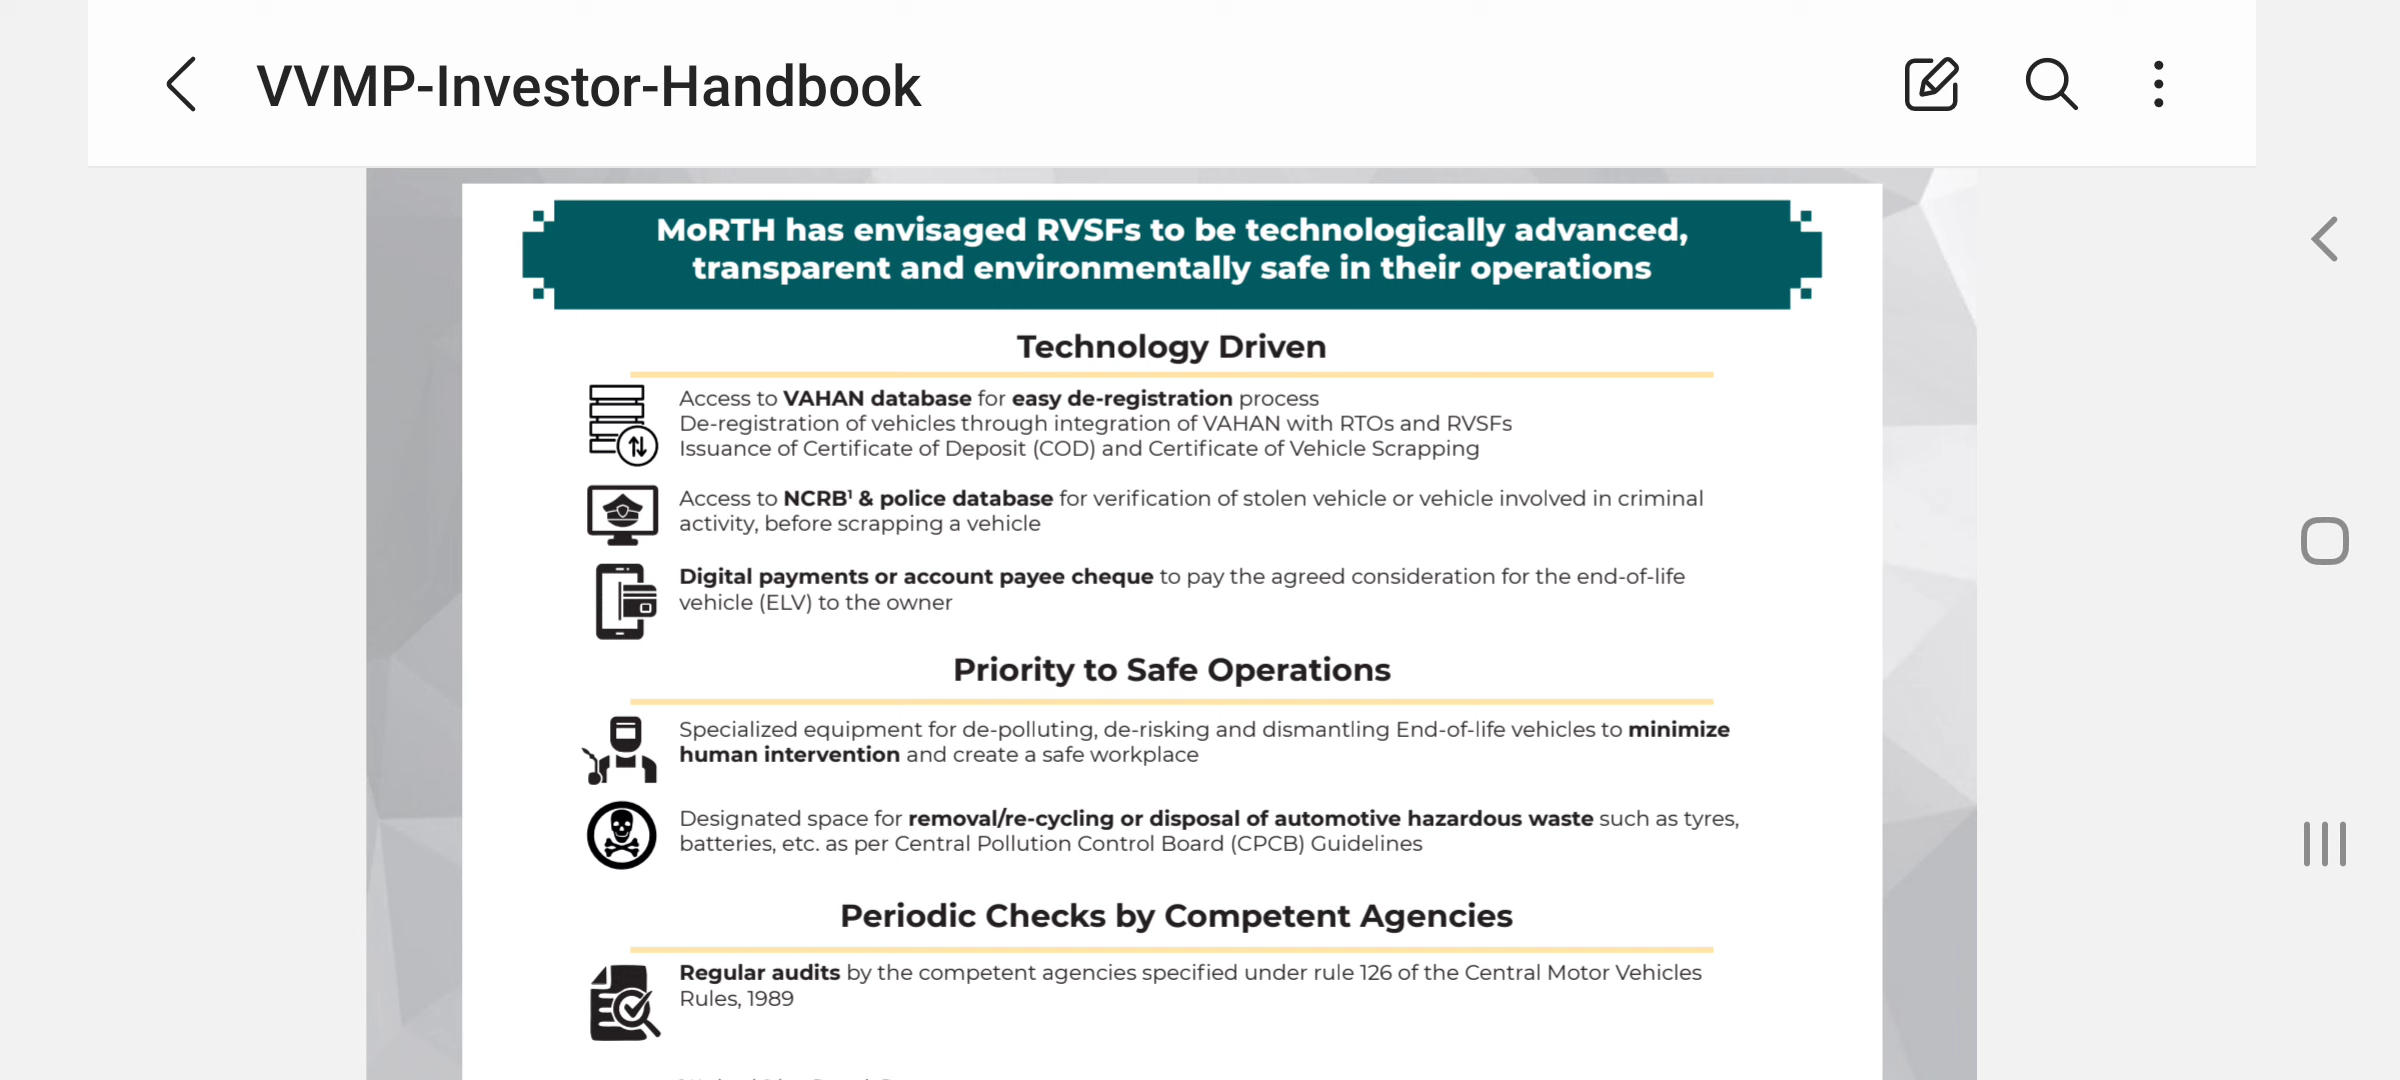 VVMP-Investor-Handbook
MoRTH has envisaged RVSFs to be technologically advanced,
transparent and environmentally safe in their operations
Technology Driven
Access to VAHAN database for easy de-registration process
De-registration of vehicles through integration of VAHAN with RTOs and RVSFs
Issuance of Certificate of Deposit (COD) and Certificate of Vehicle Scrapping
Access to NCRB¹ & police database for verification of stolen vehicle or vehicle involved in criminal
activity, before scrapping a vehicle
Digital payments or account payee cheque to pay the agreed consideration for the end-of-life
vehicle (ELV) to the owner
Priority to Safe Operations
Specialized equipment for de-polluting, de-risking and dismantling End-of-life vehicles to minimize
human intervention and create a safe workplace
Designated space for removal/re-cycling or disposal of automotive hazardous waste such as tyres,
batteries, etc. as per Central Pollution Control Board (CPCB) Guidelines
Periodic Checks by Competent Agencies
Regular audits by the competent agencies specified under rule 126 of the Central Motor Vehicles
Rules, 1989